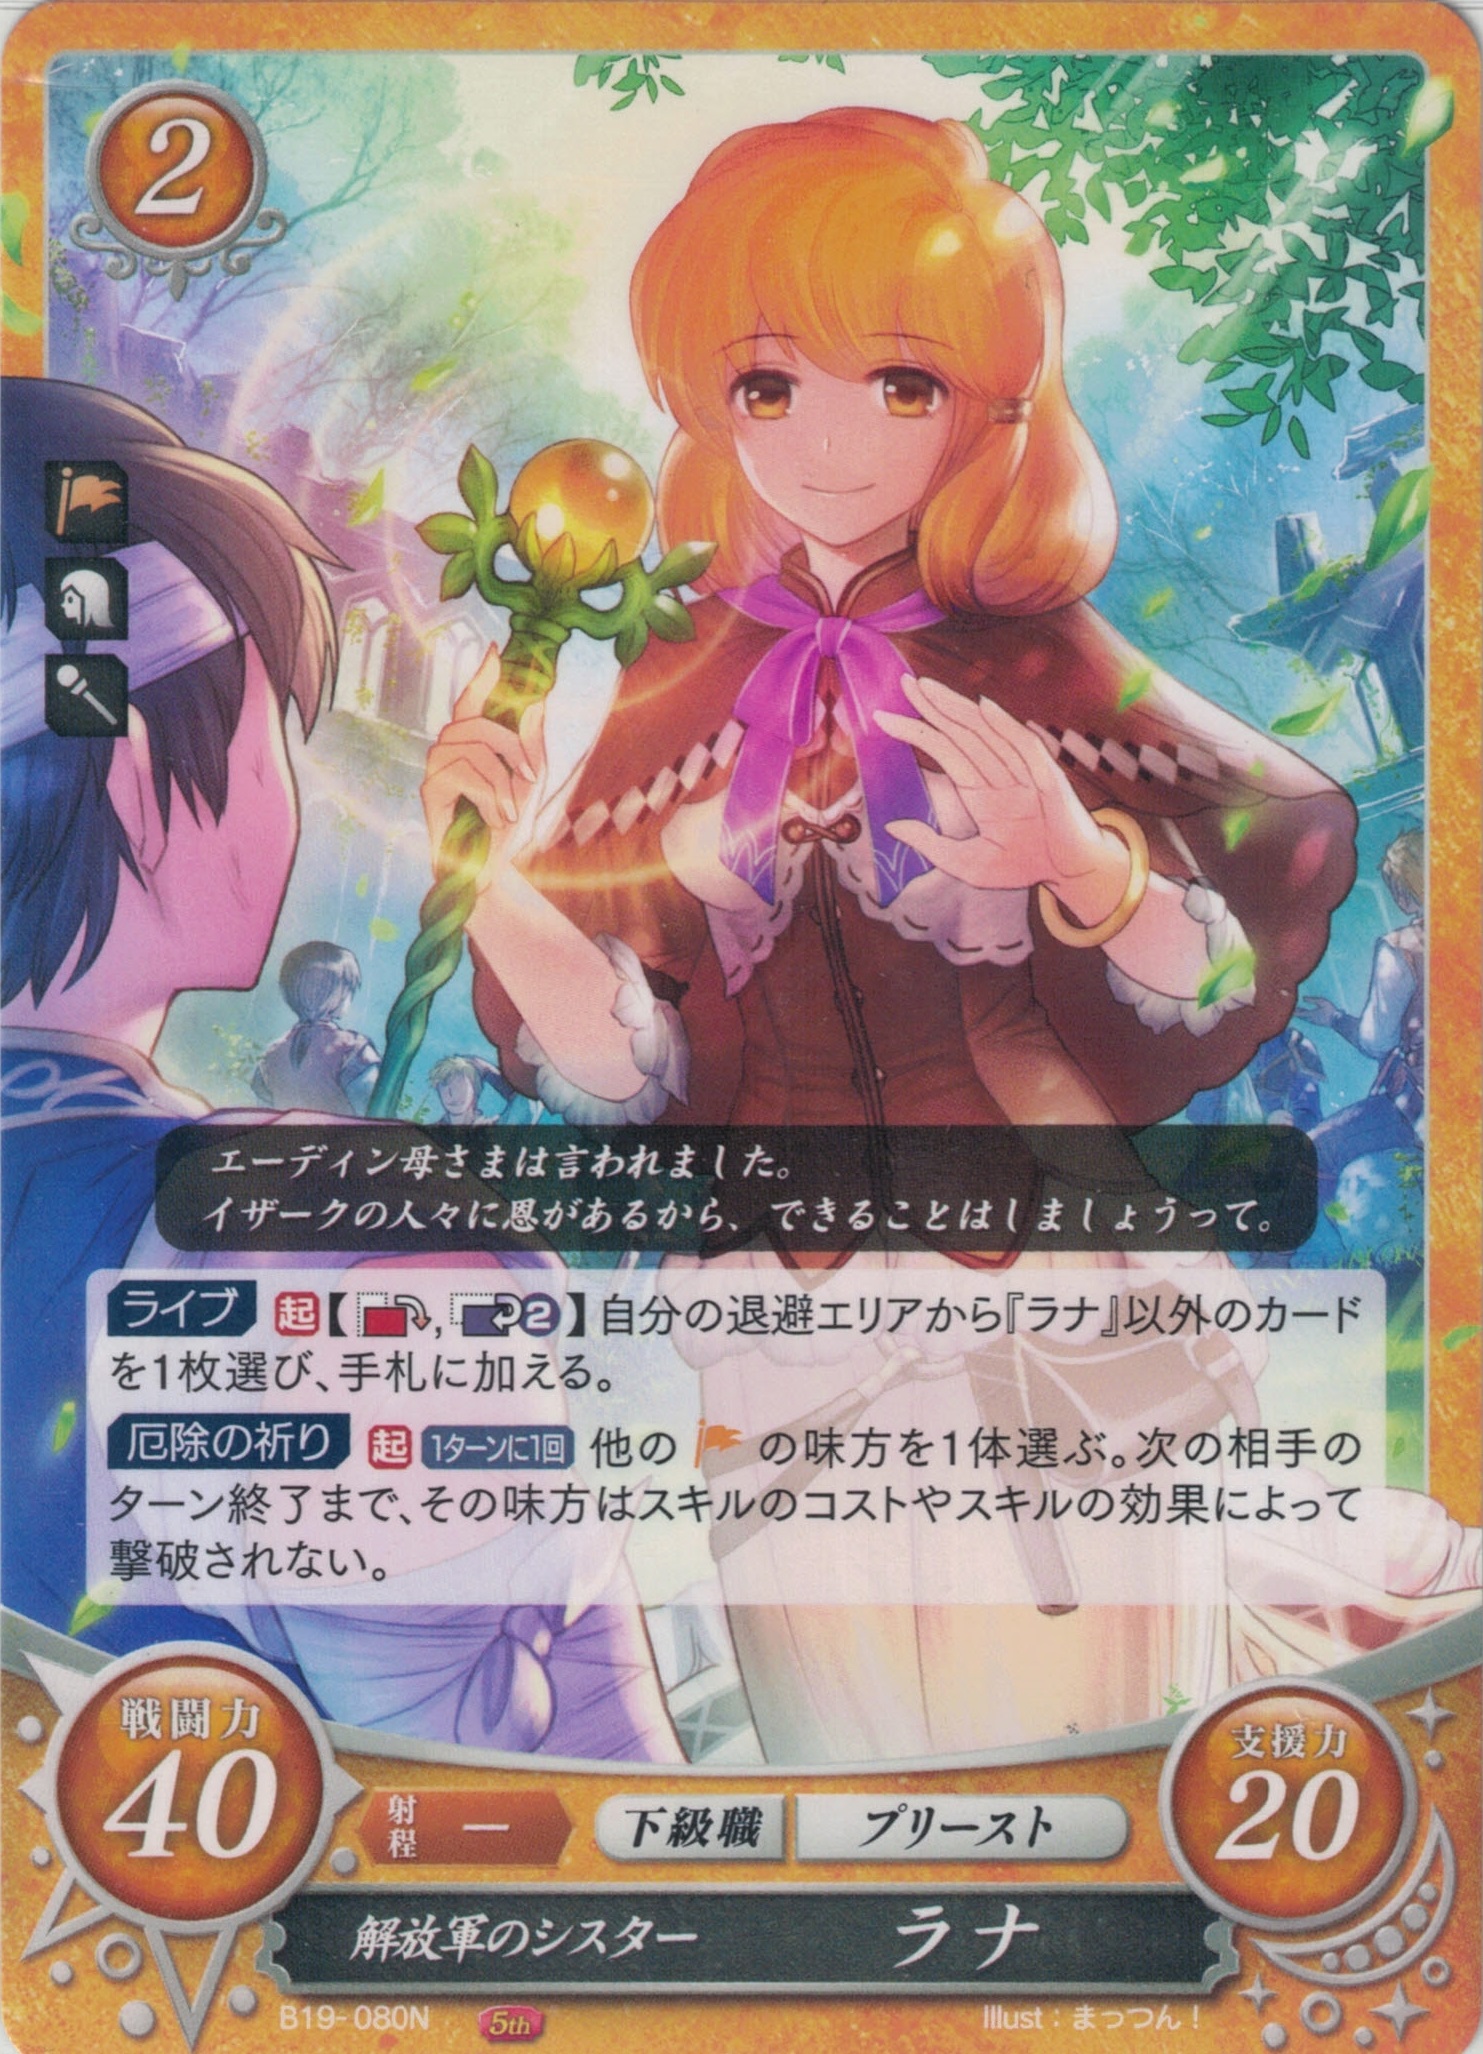 2
エーディン母さまは言われました。
イザークの人々に恩があるから、できることはしましょうって。
ライブ 起【 , 2】自分の退避エリアから『ラナ』以外のカード
を1枚選び、手札に加える。
厄除の祈り 起 1ターンに1回 他の の味方を1体選ぶ。次の相手の
ターン終了まで、その味方はスキルのコストやスキルの効果によって
撃破されない。
戦闘力
40
射程 —
下級職
プリースト
支援力
20
解放軍のシスター ラナ
B19-080N 5th Illust：まっつん！